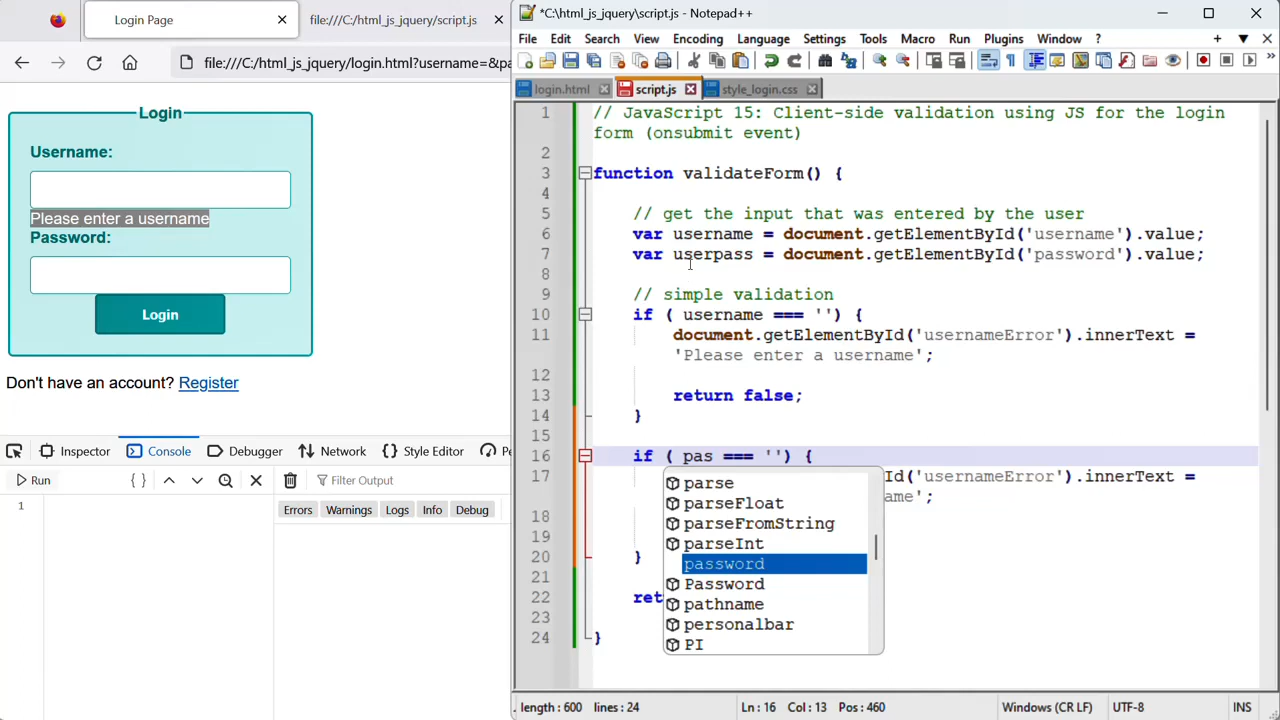 Login Page
file:///C:/html_js_jquery/script.js
file:///C:/html_js_jquery/login.html?username=&pa
Login
Username:
Please enter a username
Password:
Login
Don't have an account? Register
Inspector
Console
Debugger
Network
Style Editor
Pe
Run
Filter Output
Errors
Warnings
Logs
Info
Debug
1
*C:\html_js_jquery\script.js - Notepad++
File Edit Search View Encoding Language Settings Tools Macro Run Plugins Window ?
login.html
script.js
style_login.css
1 // JavaScript 15: Client-side validation using JS for the login
form (onsubmit event)
2
3 function validateForm() {
4
5 // get the input that was entered by the user
6 var username = document.getElementById('username').value;
7 var userpass = document.getElementById('password').value;
8
9 // simple validation
10 if ( username === '') {
11 document.getElementById('usernameError').innerText =
'Please enter a username';
12
13 return false;
14 }
15
16 if ( pas === '') {
17 Id('usernameError').innerText =
ame';
18
19
20 }
21
22 ret
23
24 }
parse
parseFloat
parseFromString
parseInt
password
Password
pathname
personalbar
PI
length : 600 lines : 24
Ln : 16 Col : 13 Pos : 460
Windows (CR LF)
UTF-8
INS